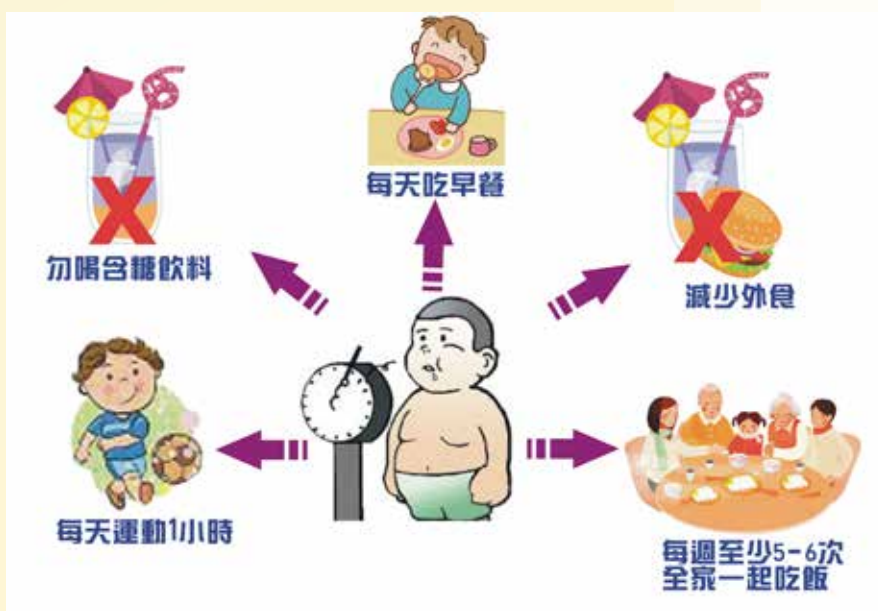 每天吃早餐
勿喝含糖飲料
減少外食
每天運動1小時
每週至少5-6次
全家一起吃飯